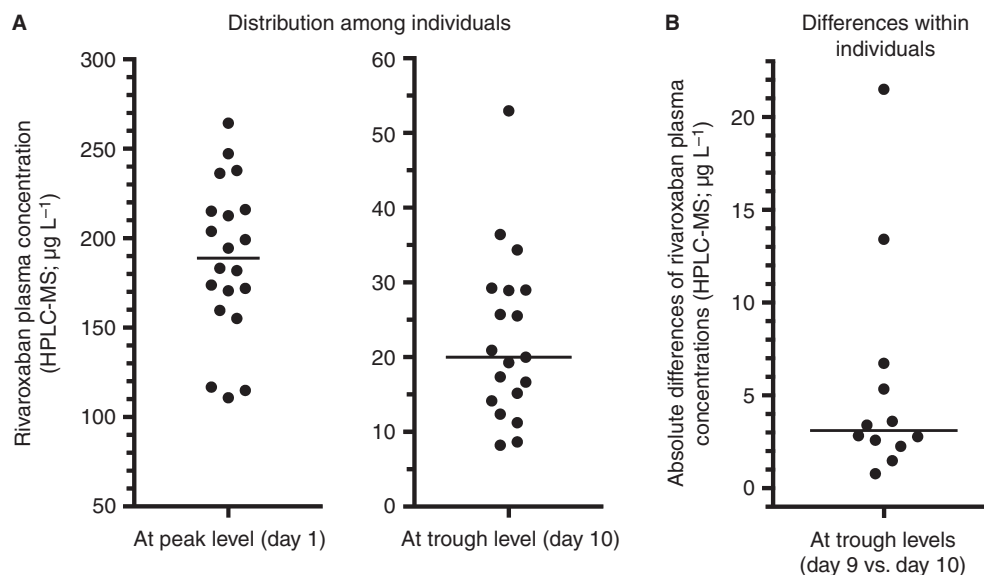 A
Distribution among individuals
Rivaroxaban plasma concentration
(HPLC-MS; µg L−1)
300
250
200
150
100
50
At peak level (day 1)
60
50
40
30
20
10
0
At trough level (day 10)
B
Differences within
individuals
Absolute differences of rivaroxaban plasma
concentrations (HPLC-MS; µg L−1)
20
15
10
5
0
At trough levels
(day 9 vs. day 10)